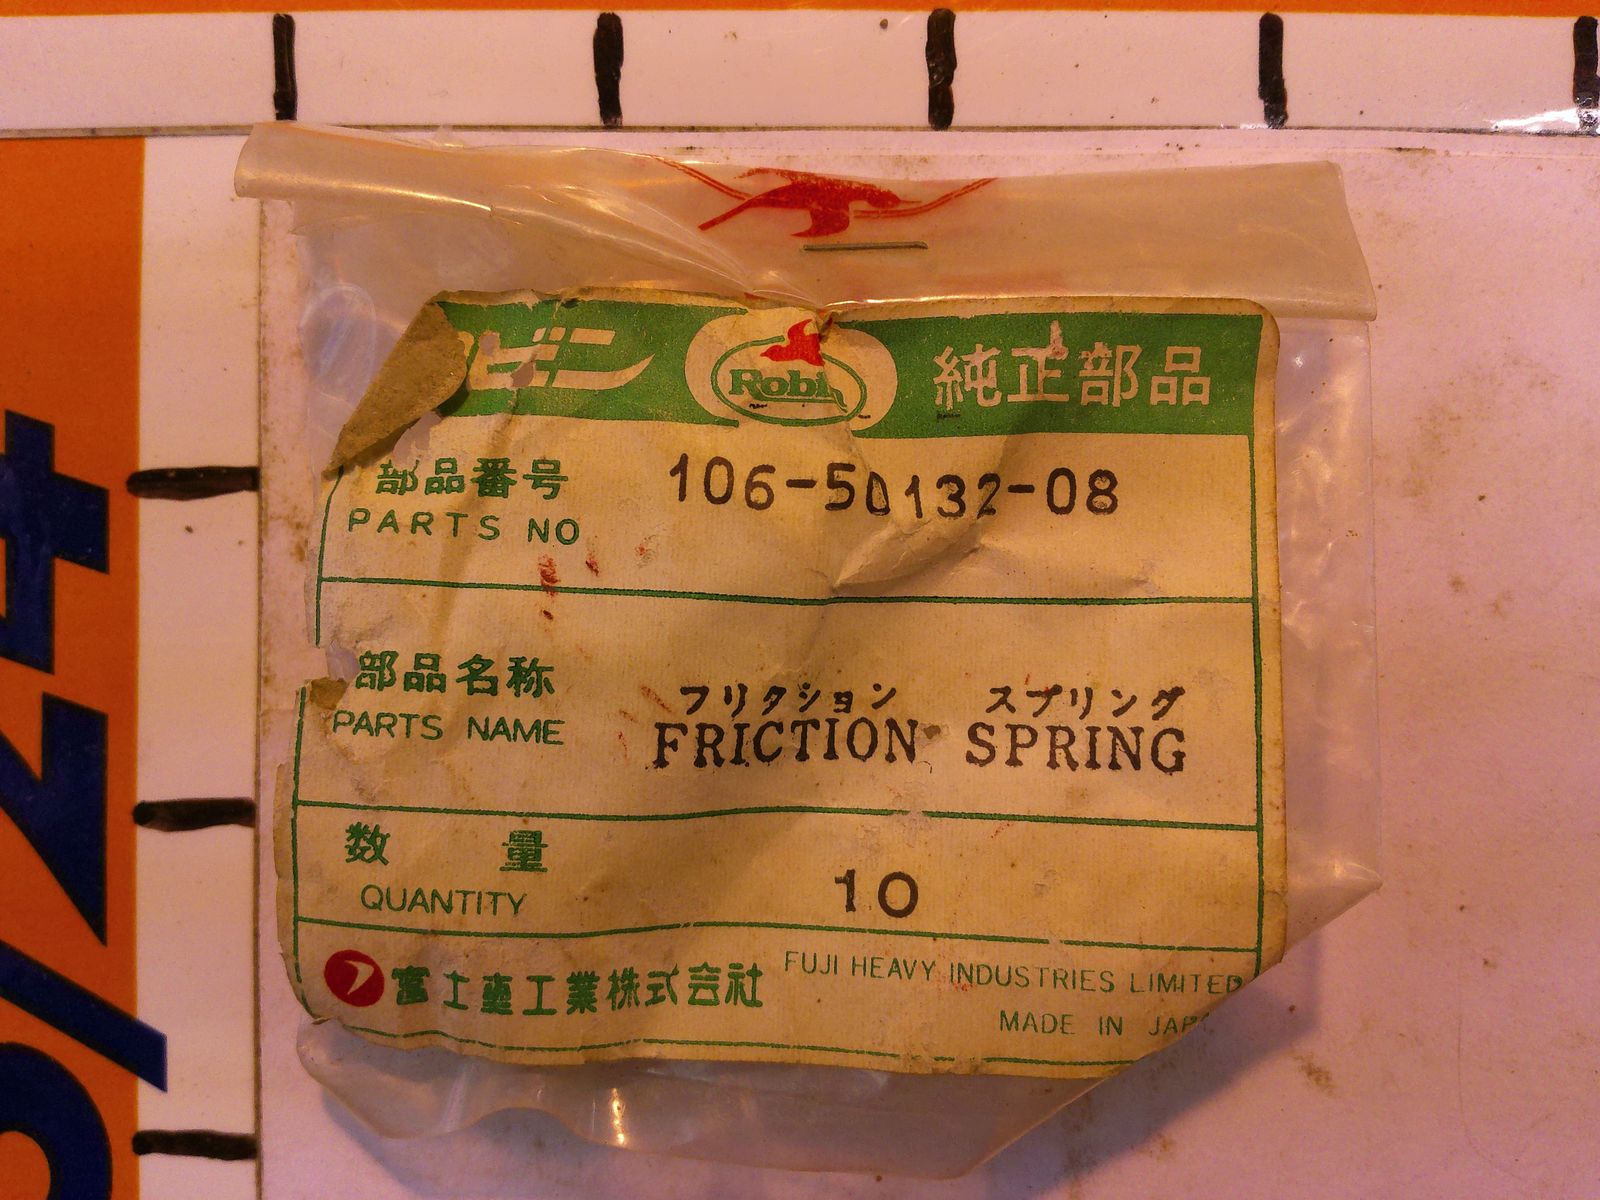 ビン
Robin
純正部品
部品番号
PARTS NO
106-50132-08
部品名称
PARTS NAME
フリクション スプリング
FRICTION SPRING
数量
QUANTITY
10
富士重工業株式会社
FUJI HEAVY INDUSTRIES LIMITED
MADE IN JAPA
/24